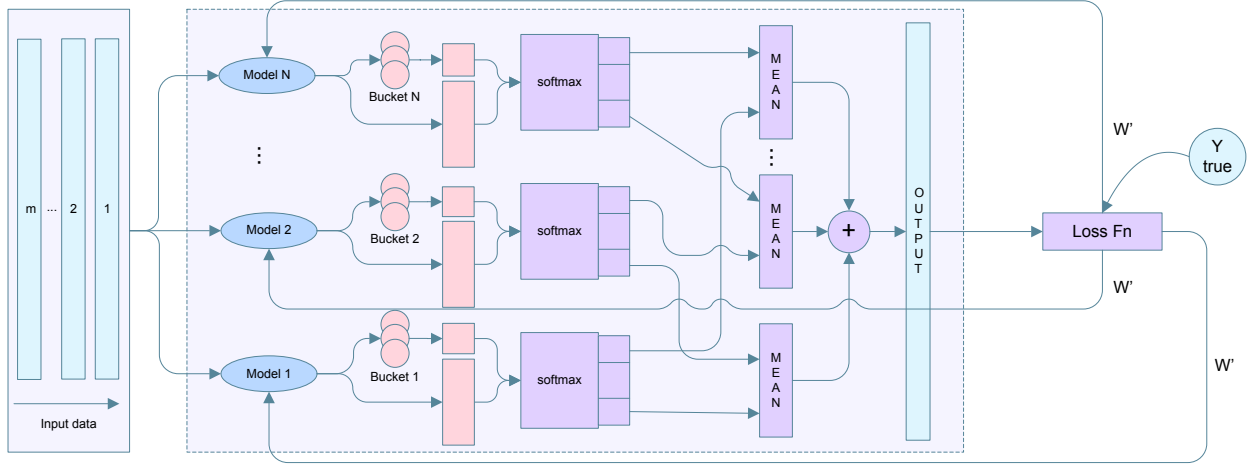 m ... 2 1
Input data
Model N
Bucket N
softmax
MEAN
⋮
⋮
Model 2
Bucket 2
softmax
MEAN
Model 1
Bucket 1
softmax
MEAN
+
OUTPUT
Loss Fn
Y
true
W'
W'
W'